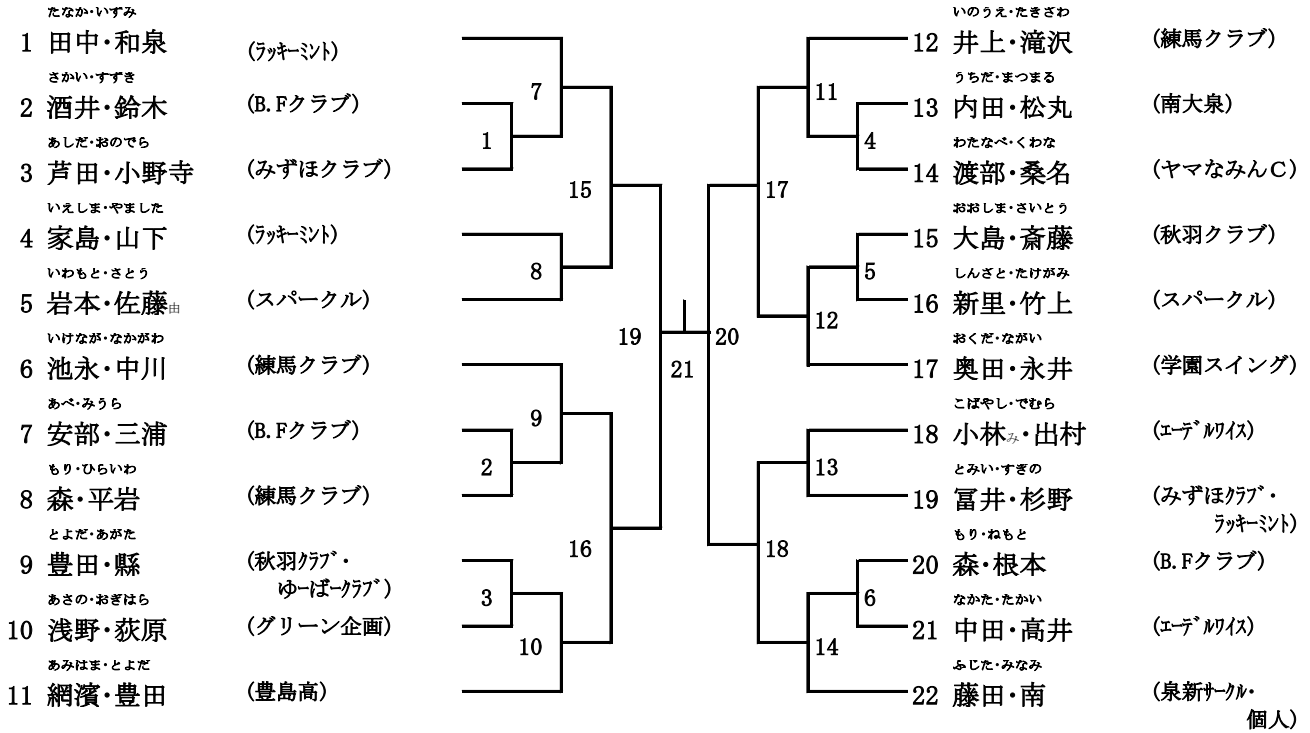 たなか・いずみ
1 田中・和泉 (ﾗｯｷｰﾐﾝﾄ)
さかい・すずき
2 酒井・鈴木 (B.Fクラブ)
あしだ・おのでら
3 芦田・小野寺 (みずほクラブ)
いえしま・やました
4 家島・山下 (ﾗｯｷｰﾐﾝﾄ)
いわもと・さとう
5 岩本・佐藤由 (スパークル)
いけなが・なかがわ
6 池永・中川 (練馬クラブ)
あべ・みうら
7 安部・三浦 (B.Fクラブ)
もり・ひらいわ
8 森・平岩 (練馬クラブ)
とよだ・あがた
9 豊田・縣 (秋羽ｸﾗﾌﾞ・
ゆーばーｸﾗﾌﾞ)
あさの・おぎはら
10 浅野・荻原 (グリーン企画)
あみはま・とよだ
11 網濱・豊田 (豊島高)
7
1
15
8
19
9
2
16
3
10
21
20
11
4
17
5
12
13
18
6
14
いのうえ・たきざわ
12 井上・滝沢 (練馬クラブ)
うちだ・まつまる
13 内田・松丸 (南大泉)
わたなべ・くわな
14 渡部・桑名 (ヤマなみんＣ)
おおしま・さいとう
15 大島・斎藤 (秋羽クラブ)
しんざと・たけがみ
16 新里・竹上 (スパークル)
おくだ・ながい
17 奥田・永井 (学園スイング)
こばやし・でむら
18 小林み・出村 (ｴｰﾃﾞﾙﾜｲｽ)
とみい・すぎの
19 冨井・杉野 (みずほｸﾗﾌﾞ・
ﾗｯｷｰﾐﾝﾄ)
もり・ねもと
20 森・根本 (B.Fクラブ)
なかた・たかい
21 中田・高井 (ｴｰﾃﾞﾙﾜｲｽ)
ふじた・みなみ
22 藤田・南 (泉新ｻｰｸﾙ・
個人)